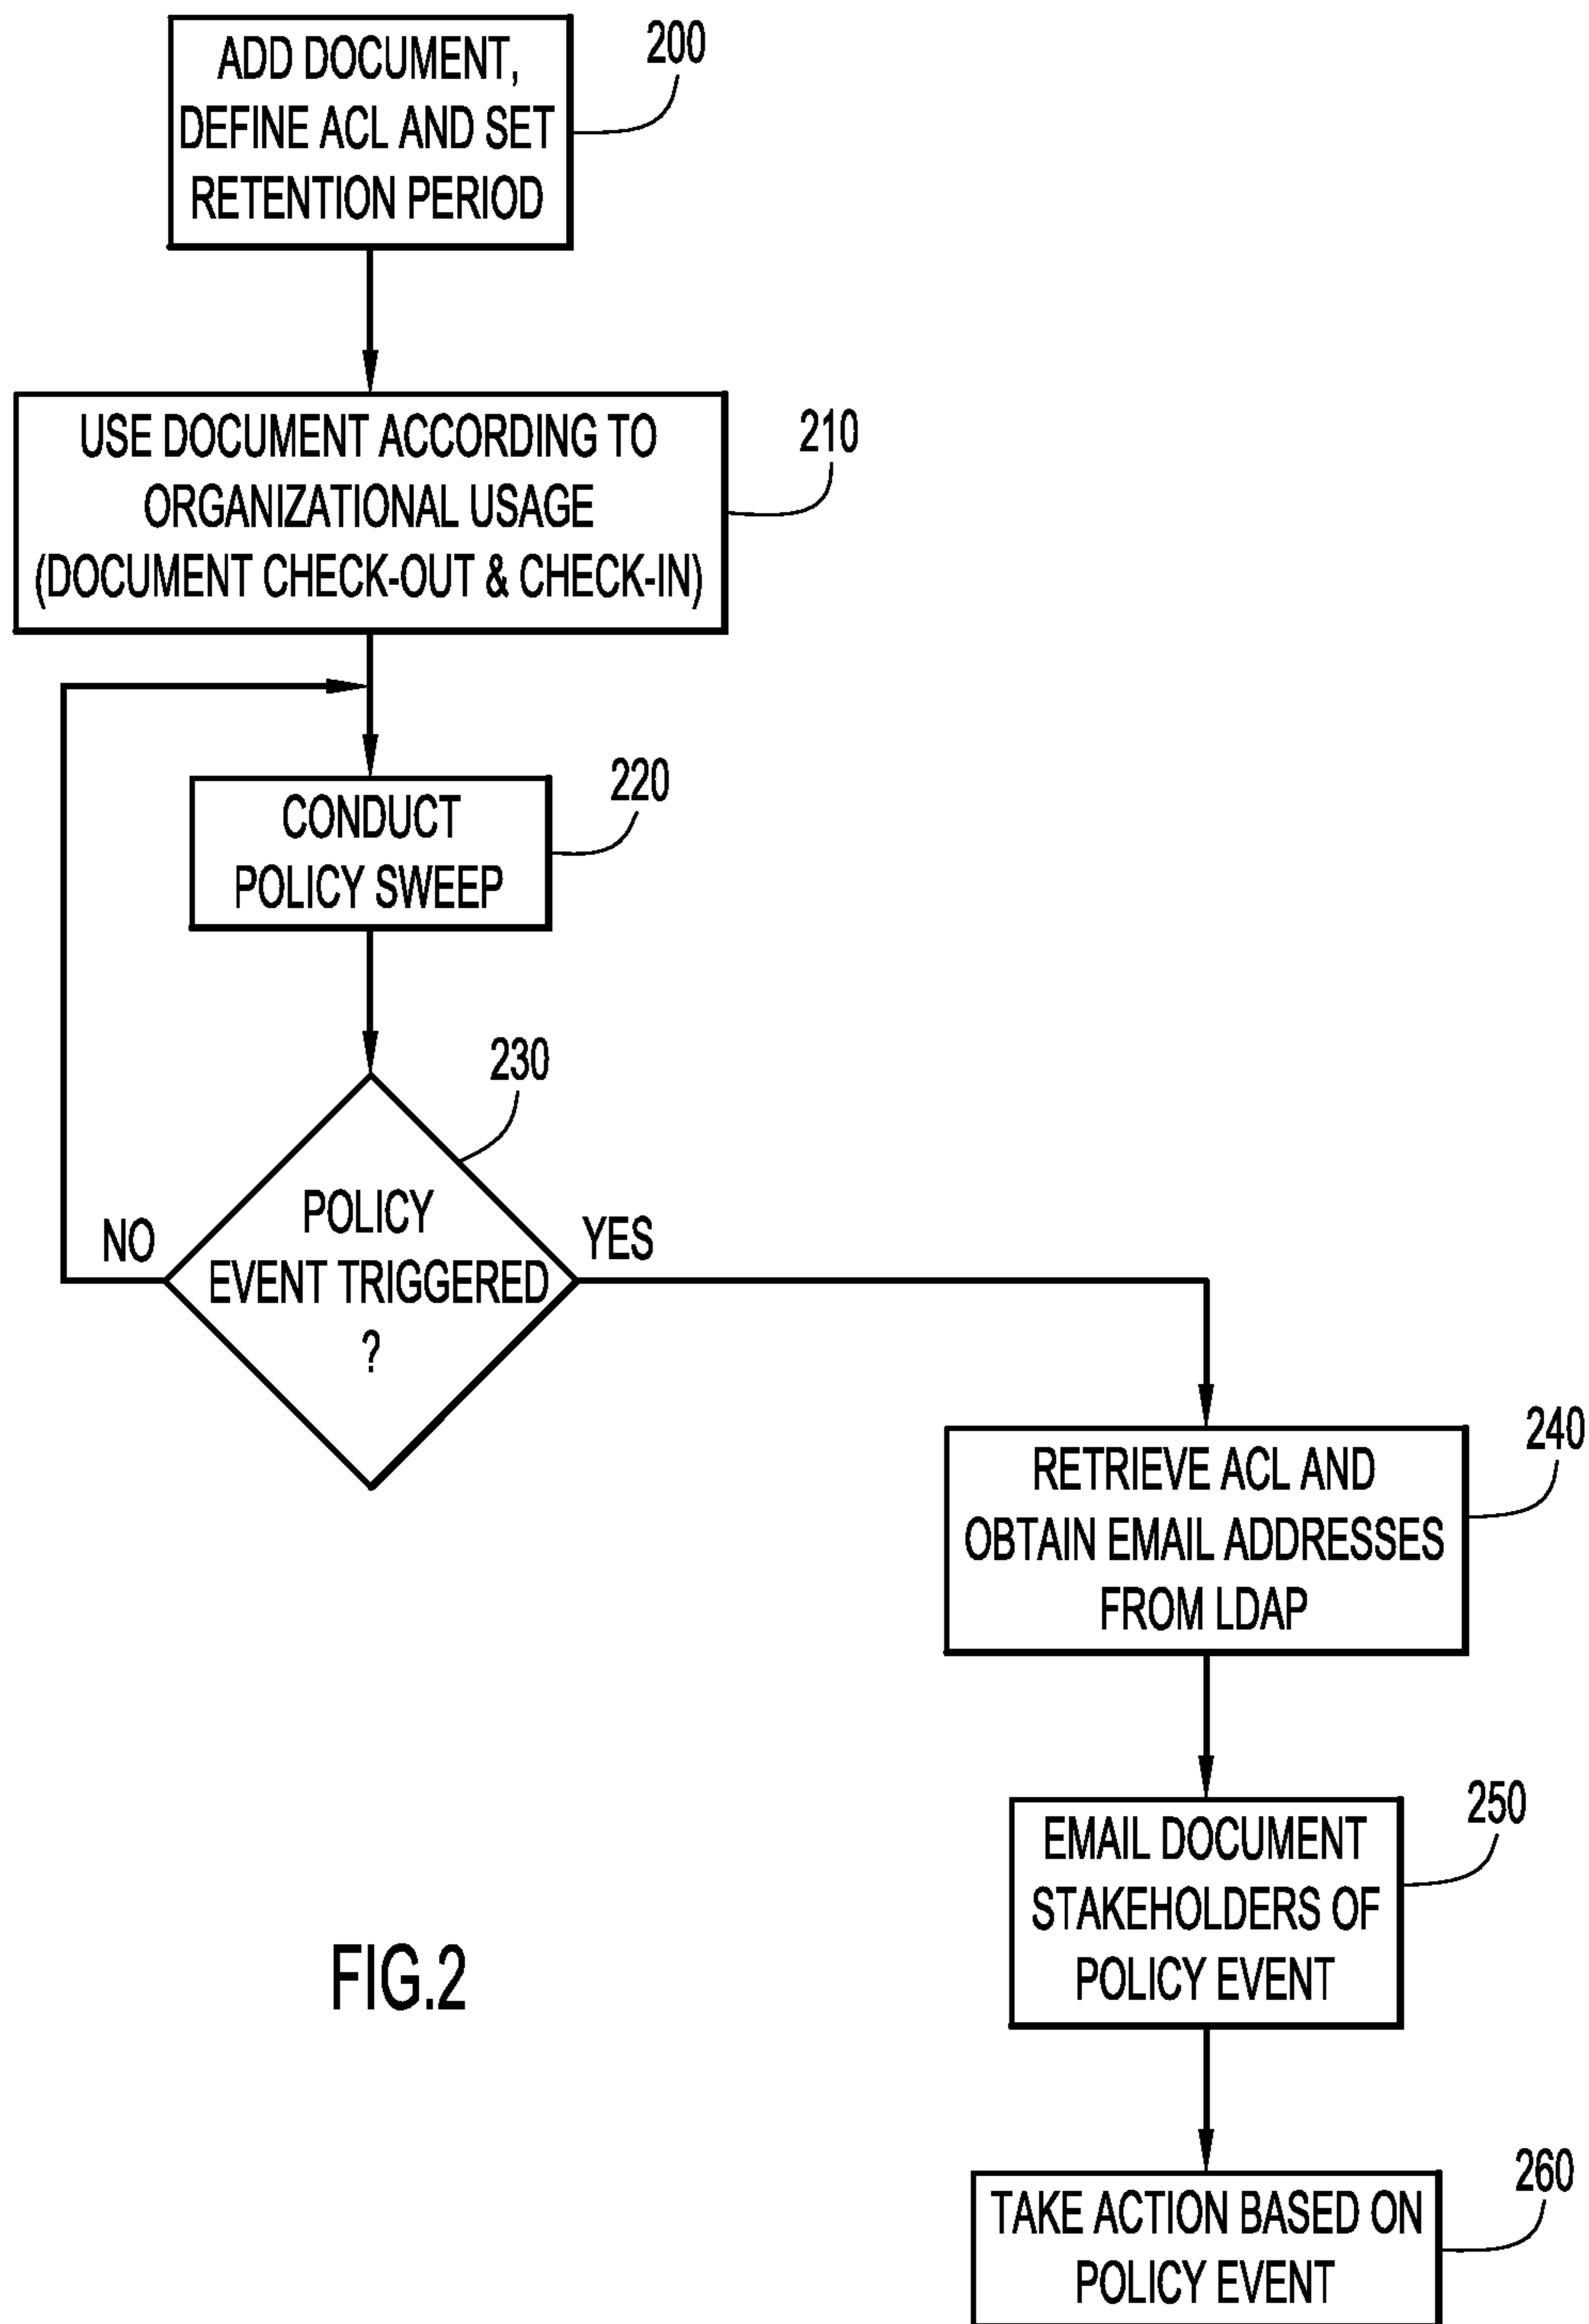 ADD DOCUMENT,
DEFINE ACL AND SET
RETENTION PERIOD
200
USE DOCUMENT ACCORDING TO
ORGANIZATIONAL USAGE
(DOCUMENT CHECK-OUT & CHECK-IN)
210
CONDUCT
POLICY SWEEP
220
230
POLICY
EVENT TRIGGERED
?
NO
YES
RETRIEVE ACL AND
OBTAIN EMAIL ADDRESSES
FROM LDAP
240
EMAIL DOCUMENT
STAKEHOLDERS OF
POLICY EVENT
250
TAKE ACTION BASED ON
POLICY EVENT
260
FIG.2